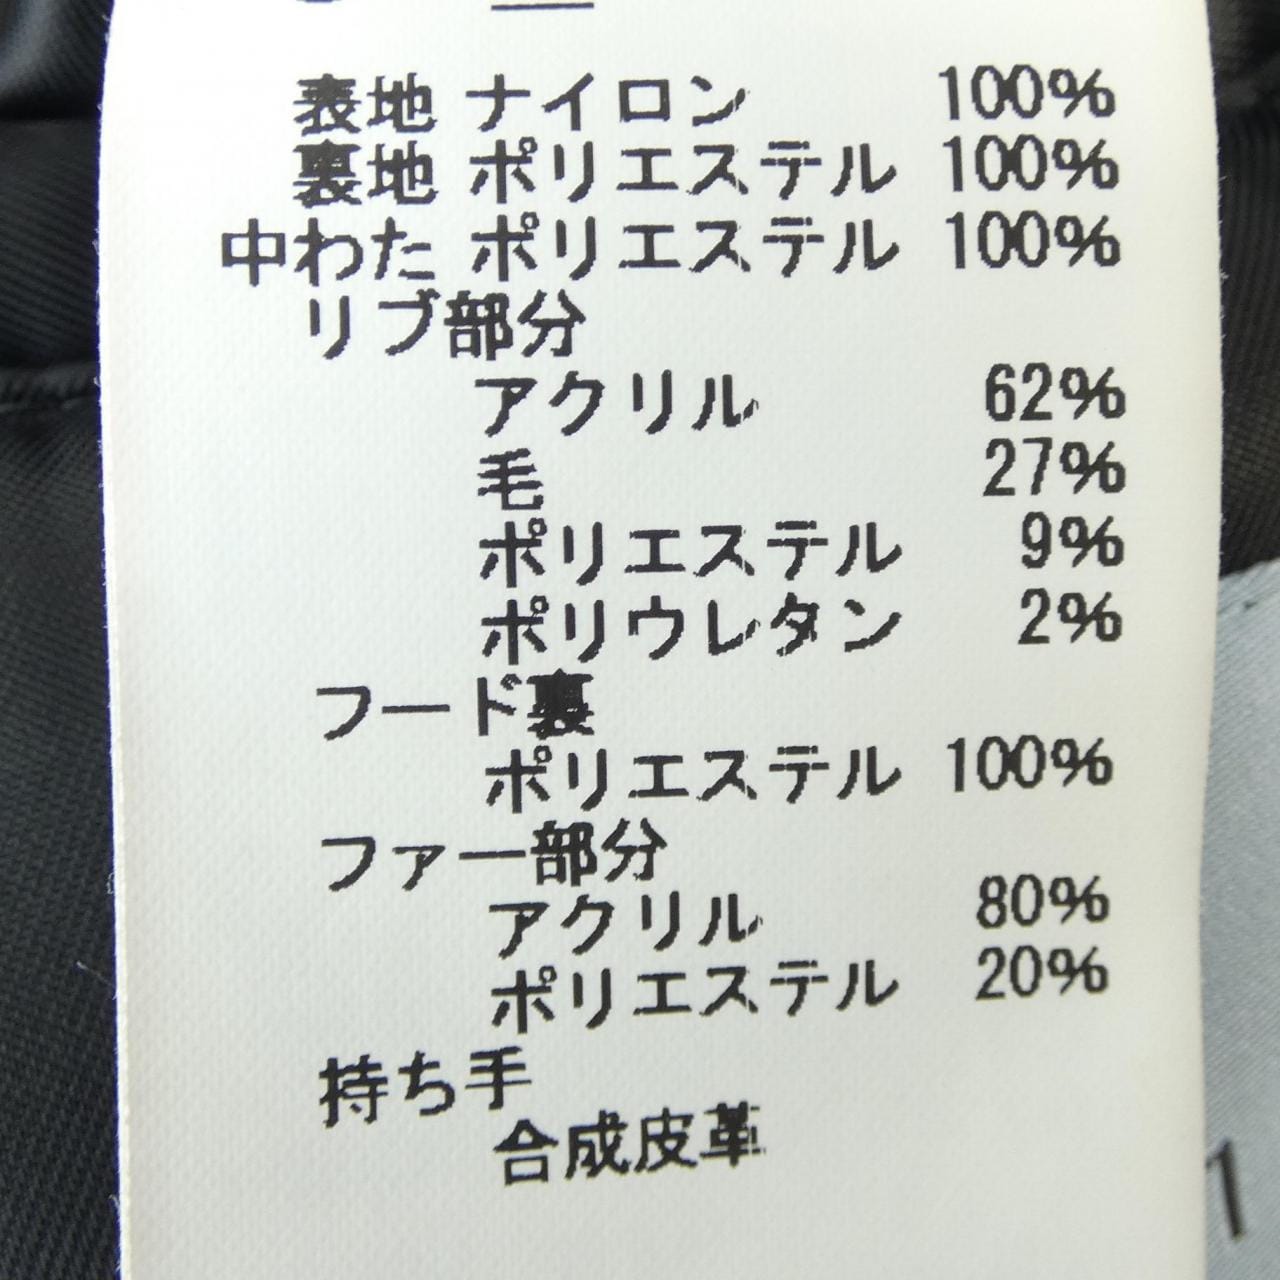 表地 ナイロン 100%
裏地 ポリエステル 100%
中わた ポリエステル 100%
リブ部分
アクリル 62%
毛 27%
ポリエステル 9%
ポリウレタン 2%
フード裏
ポリエステル 100%
ファー部分
アクリル 80%
ポリエステル 20%
持ち手
合成皮革
1